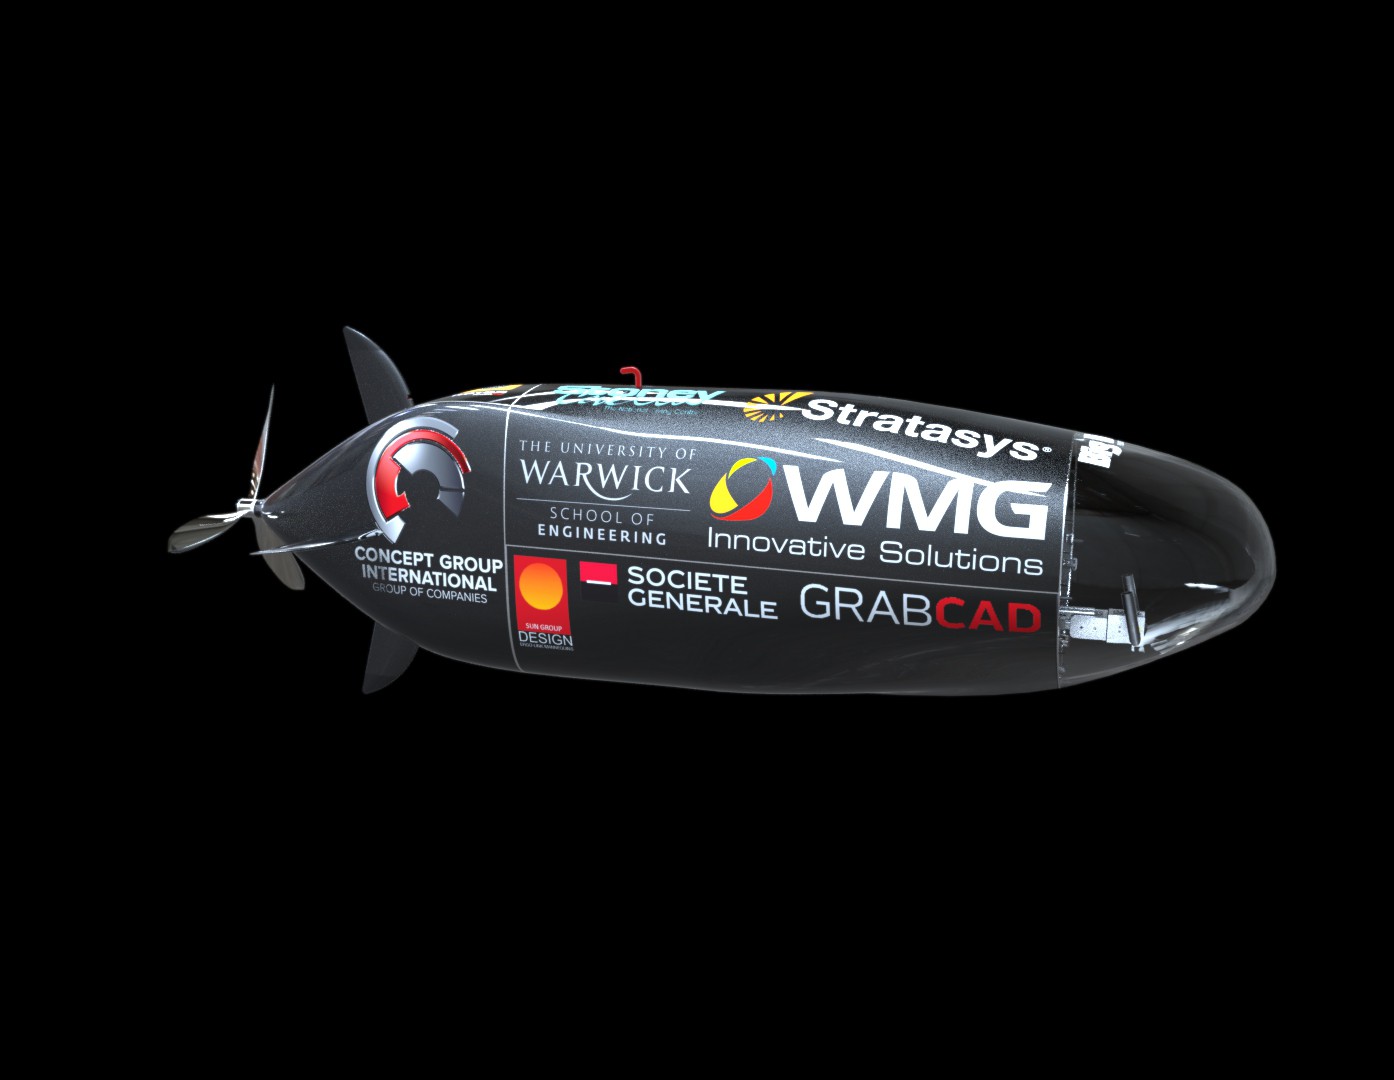 Stratasys®
THE UNIVERSITY OF
WARWICK
SCHOOL OF
ENGINEERING
WMG
Innovative Solutions
CONCEPT GROUP
INTERNATIONAL
GROUP OF COMPANIES
SUN GROUP
DESIGN
SOCIETE
GENERALE
GRABCAD